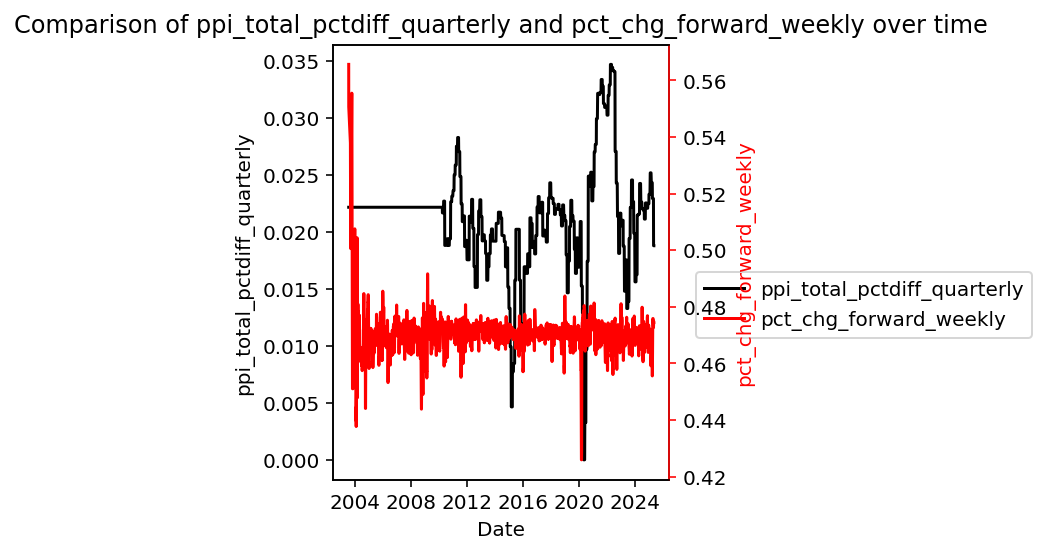 Comparison of ppi_total_pctdiff_quarterly and pct_chg_forward_weekly over time
ppi_total_pctdiff_quarterly
0.035
0.030
0.025
0.020
0.015
0.010
0.005
0.000
0.56
0.54
0.52
0.50
0.48
0.46
0.44
0.42
pct_chg_forward_weekly
ppi_total_pctdiff_quarterly
pct_chg_forward_weekly
2004 2008 2012 2016 2020 2024
Date